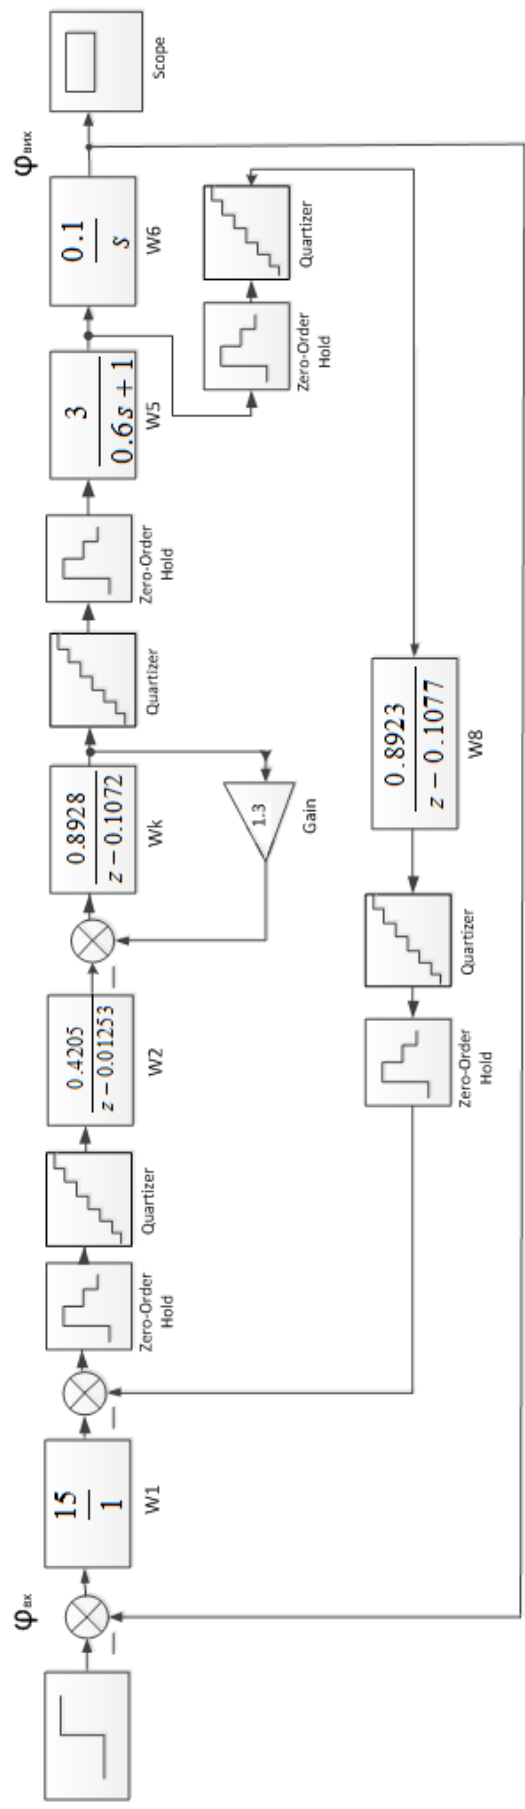 φвх
15
1
W1
Zero-Order
Hold
Quartizer
0.4205
z−0.01253
W2
0.8928
z−0.1072
Wk
1.3
Gain
Quartizer
Zero-Order
Hold
3
0.6s+1
W5
0.1
s
W6
φвих
Scope
Zero-Order
Hold
Quartizer
0.8923
z−0.1077
W8
Quartizer
Zero-Order
Hold